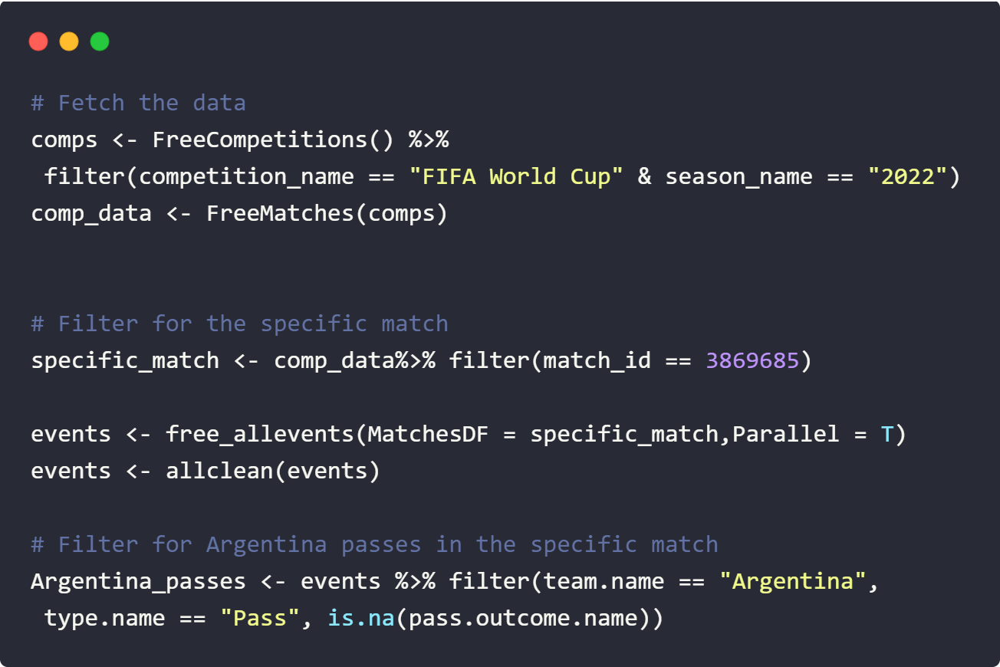 # Fetch the data
comps <- FreeCompetitions() %>%
 filter(competition_name == "FIFA World Cup" & season_name == "2022")
comp_data <- FreeMatches(comps)
# Filter for the specific match
specific_match <- comp_data%>% filter(match_id == 3869685)
events <- free_allevents(MatchesDF = specific_match,Parallel = T)
events <- allclean(events)
# Filter for Argentina passes in the specific match
Argentina_passes <- events %>% filter(team.name == "Argentina",
 type.name == "Pass", is.na(pass.outcome.name))